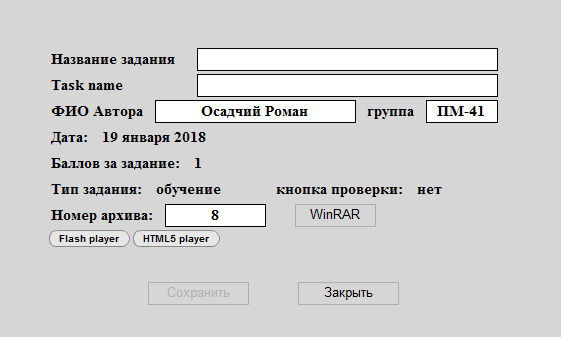 Название задания
Task name
ФИО Автора Осадчий Роман группа ПМ-41
Дата: 19 января 2018
Баллов за задание: 1
Тип задания: обучение кнопка проверки: нет
Номер архива: 8 WinRAR
Flash player HTML5 player
Сохранить Закрыть